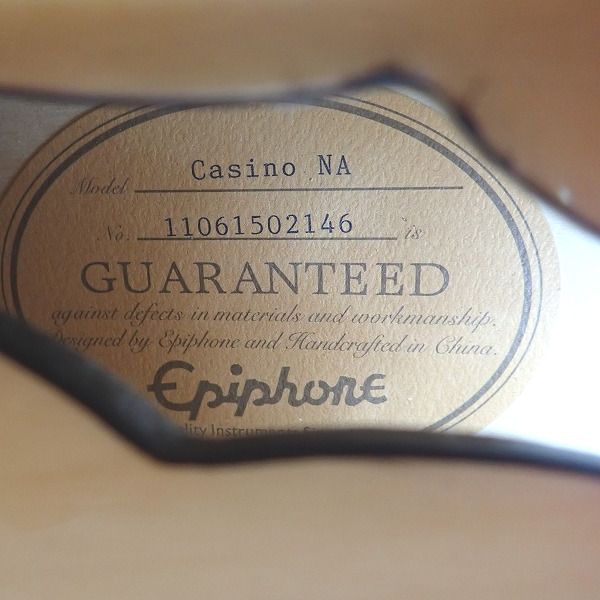 Model Casino NA
No. 11061502146 is
GUARANTEED
against defects in materials and workmanship.
Designed by Epiphone and Handcrafted in China.
Epiphone